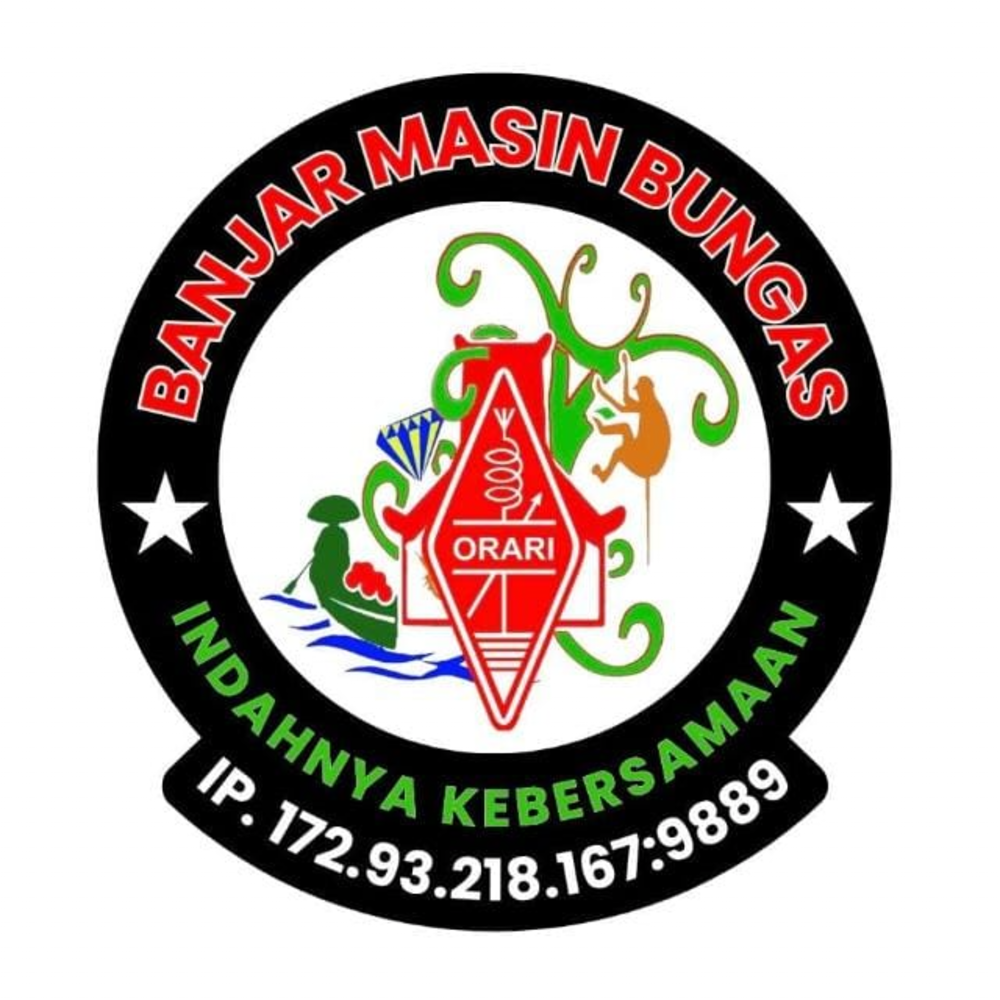 BANJAR MASIN BUNGAS
ORARI
INDAHNYA KEBERSAMAAN
IP. 172.93.218.167:9889